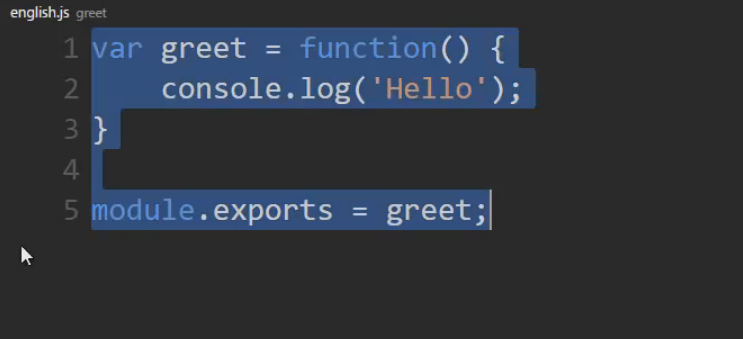 english.js greet
1 var greet = function() {
2     console.log('Hello');
3 }
4
5 module.exports = greet;